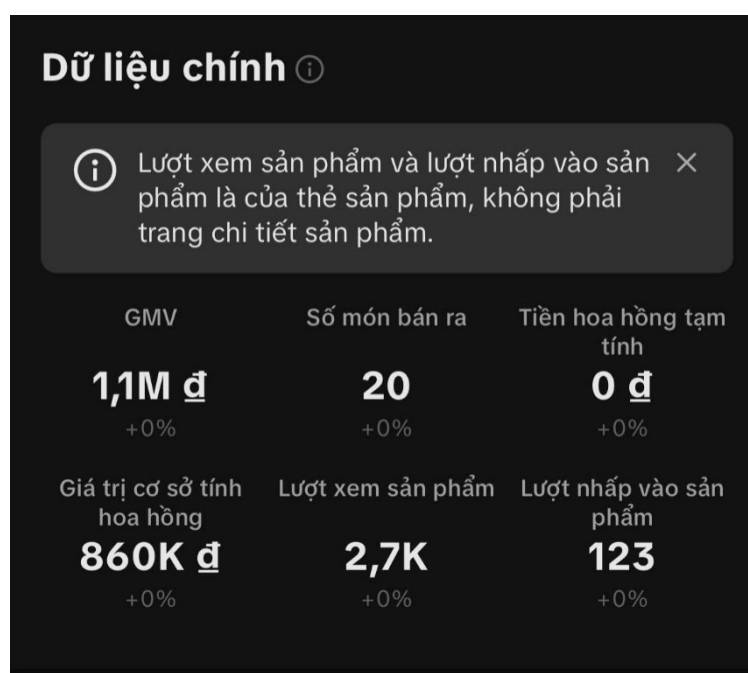 Dữ liệu chính
Lượt xem sản phẩm và lượt nhấp vào sản
phẩm là của thẻ sản phẩm, không phải
trang chi tiết sản phẩm.
GMV
1,1M ₫
+0%
Số món bán ra
20
+0%
Tiền hoa hồng tạm
tính
0 ₫
+0%
Giá trị cơ sở tính
hoa hồng
860K ₫
+0%
Lượt xem sản phẩm
2,7K
+0%
Lượt nhấp vào sản
phẩm
123
+0%